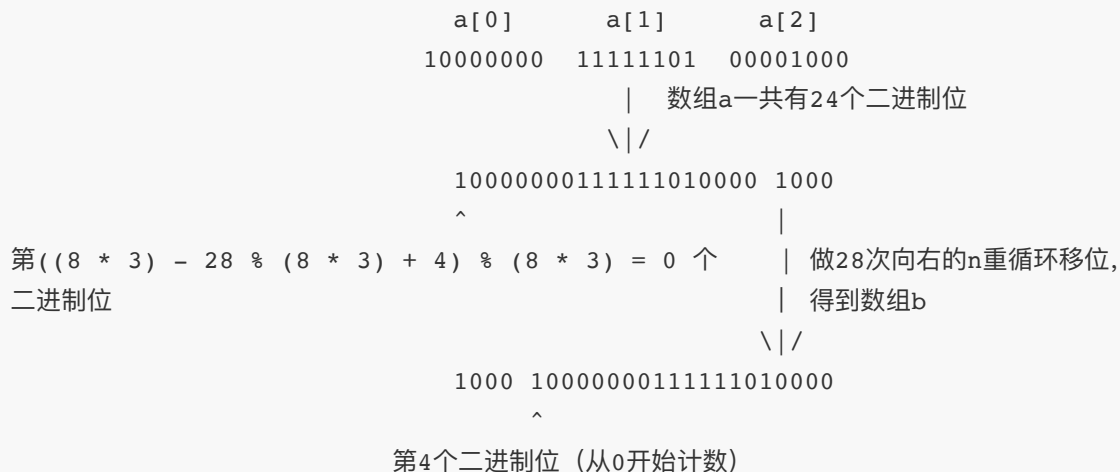 a[0] a[1] a[2]
10000000 11111101 00001000
| 数组a一共有24个二进制位
\|/
10000000111111010000 1000
^ |
第((8 * 3) - 28 % (8 * 3) + 4) % (8 * 3) = 0 个 | 做28次向右的n重循环移位，
二进制位 | 得到数组b
\|/
1000 10000000111111010000
^
第4个二进制位（从0开始计数）